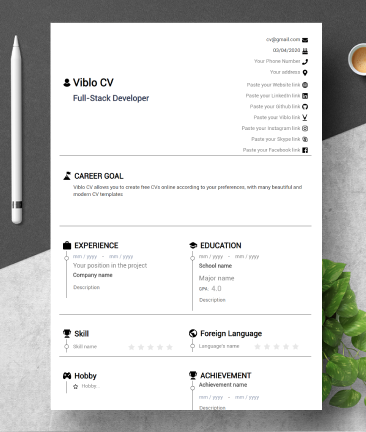 cv@gmail.com
03/04/2020
Your Phone Number
Your address
Viblo CV
Full-Stack Developer
Paste your Website link
Paste your LinkedIn link
Paste your Github link
Paste your Viblo link
Paste your Instagram link
Paste your Skype link
Paste your Facebook link
CAREER GOAL
Viblo CV allows you to create free CVs online according to your preferences, with many beautiful and
modern CV templates
EXPERIENCE
mm / yyyy - mm / yyyy
Your position in the project
Company name
Description
EDUCATION
mm / yyyy - mm / yyyy
School name
Major name
GPA: 4.0
Description
Skill
Skill name
Foreign Language
Language's name
Hobby
Hobby.
ACHIEVEMENT
Achievement name
mm / yyyy - mm / yyyy
Description